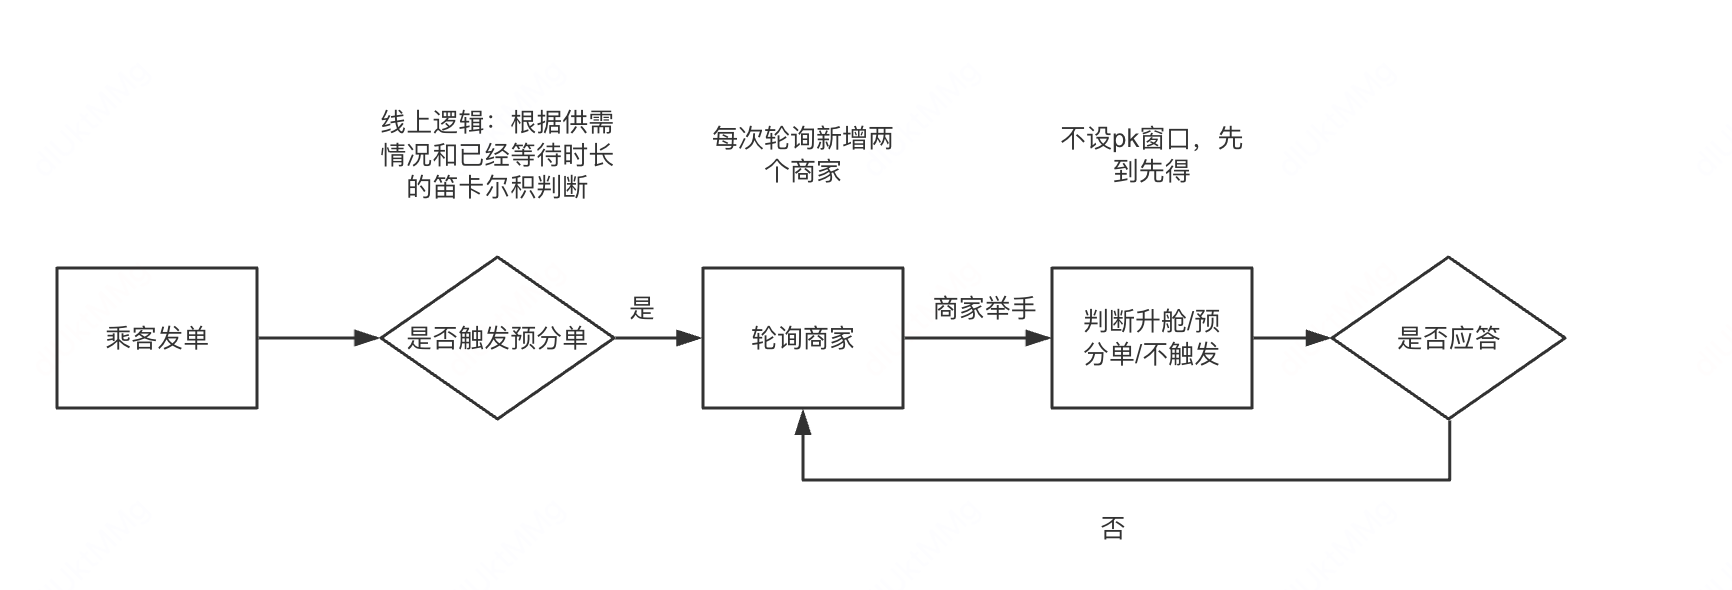 线上逻辑：根据供需
情况和已经等待时长
的笛卡尔积判断
每次轮询新增两
个商家
不设pk窗口，先
到先得
乘客发单
是否触发预分单
是
轮询商家
商家举手
判断升舱/预
分单/不触发
是否应答
否